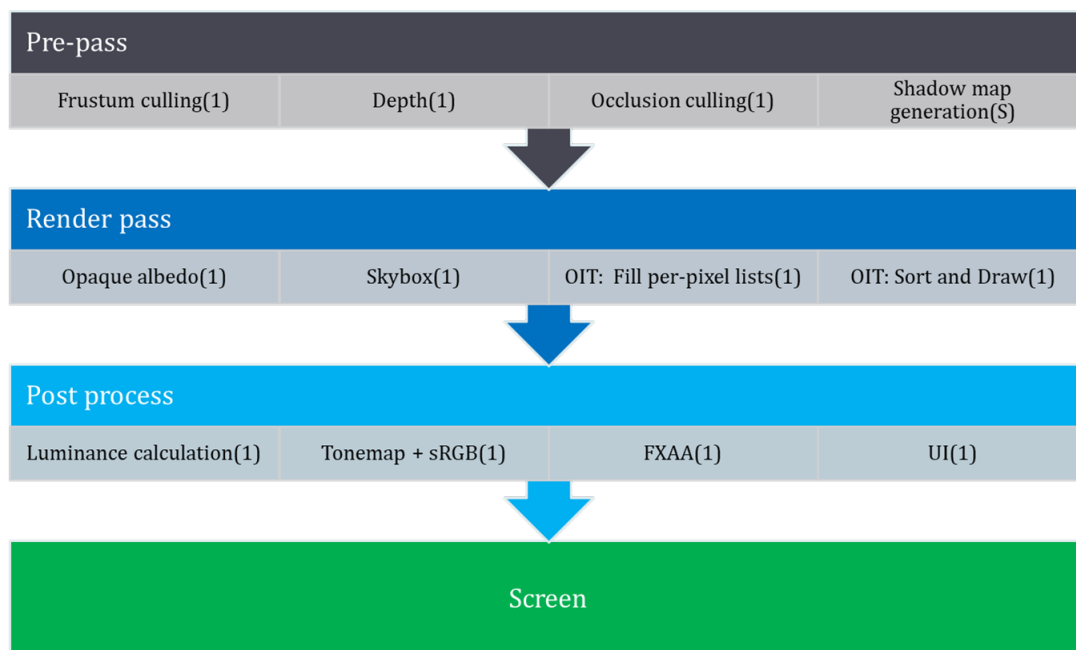 Pre-pass
Frustum culling(1)
Depth(1)
Occlusion culling(1)
Shadow map
generation(S)
Render pass
Opaque albedo(1)
Skybox(1)
OIT: Fill per-pixel lists(1)
OIT: Sort and Draw(1)
Post process
Luminance calculation(1)
Tonemap + sRGB(1)
FXAA(1)
UI(1)
Screen